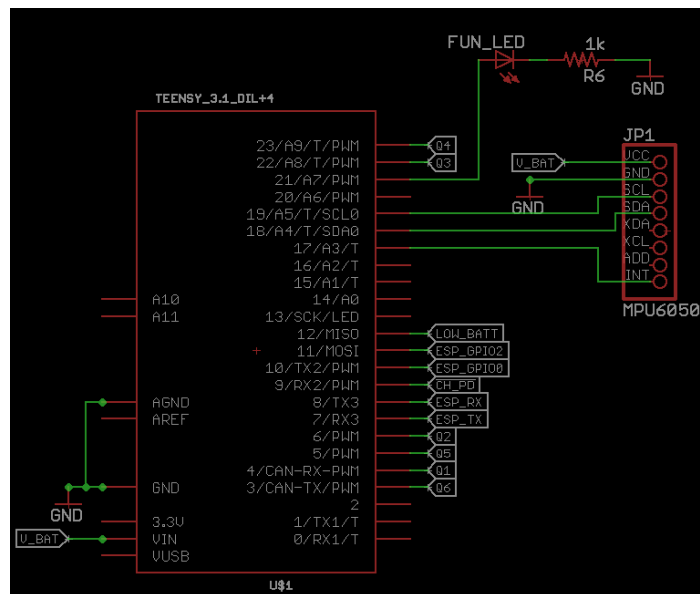 FUN_LED
1k
R6
GND
TEENSY_3.1_DIL+4
JP1
23/A9/T/PWM
Q4
22/A8/T/PWM
Q3
V_BAT
VCC
21/A7/PWM
GND
20/A6/PWM
GND
SCL
19/A5/T/SCL0
SDA
18/A4/T/SDA0
XDA
17/A3/T
XCL
16/A2/T
ADD
15/A1/T
INT
A10
14/A0
A11
13/SCK/LED
MPU6050
12/MISO
LOW_BATT
11/MOSI
ESP_GPIO2
10/TX2/PWM
ESP_GPIO0
9/RX2/PWM
CH_PD
AGND
8/TX3
ESP_RX
AREF
7/RX3
ESP_TX
6/PWM
Q2
5/PWM
Q5
4/CAN-RX-PWM
Q1
GND
3/CAN-TX/PWM
Q6
GND
2
3.3V
1/TX1/T
V_BAT
VIN
0/RX1/T
VUSB
U$1